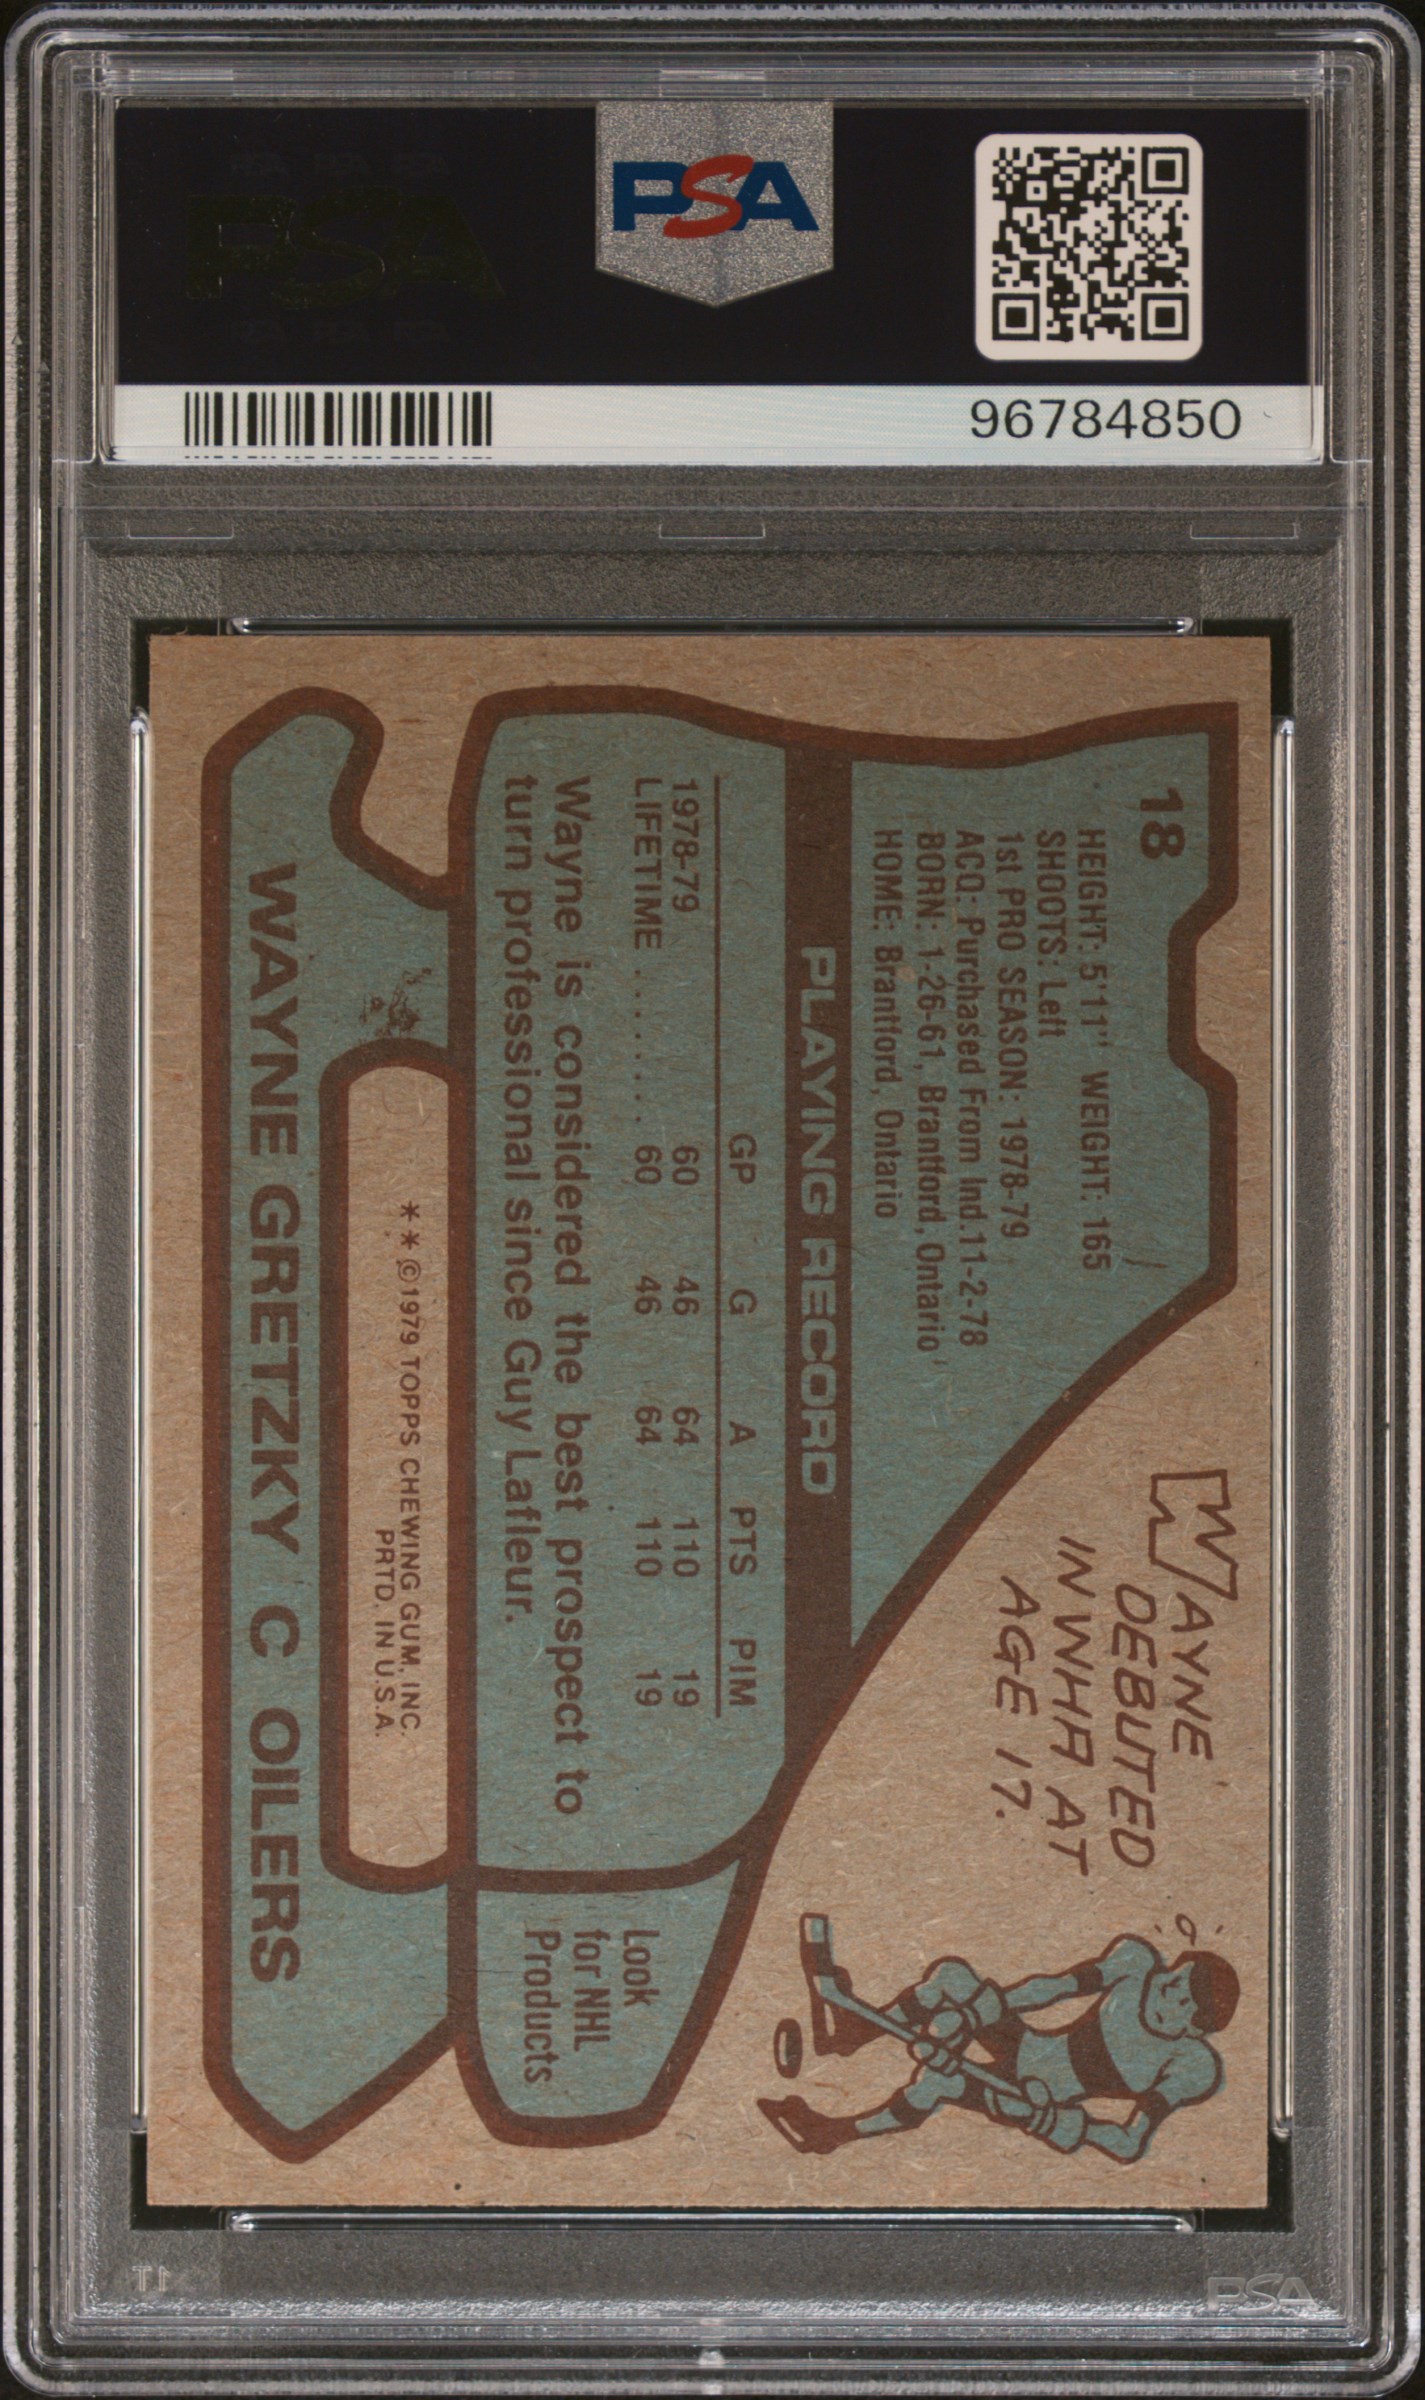 PSA
PSA
96784850
18
HEIGHT: 5'11" WEIGHT: 165
SHOOTS: Left
1st PRO SEASON: 1978-79
ACQ: Purchased From Ind. 11-2-78
BORN: 1-26-61, Brantford, Ontario
HOME: Brantford, Ontario
WAYNE
DEBUTED
IN WHA AT
AGE 17.
PLAYING RECORD
GP G A PTS PIM
1978-79 60 46 64 110 19
LIFETIME ........ 60 46 64 110 19
Wayne is considered the best prospect to
turn professional since Guy Lafleur.
Look
for NHL
Products
**©1979 TOPPS CHEWING GUM, INC.
PRTD. IN U.S.A.
WAYNE GRETZKY C OILERS
PSA